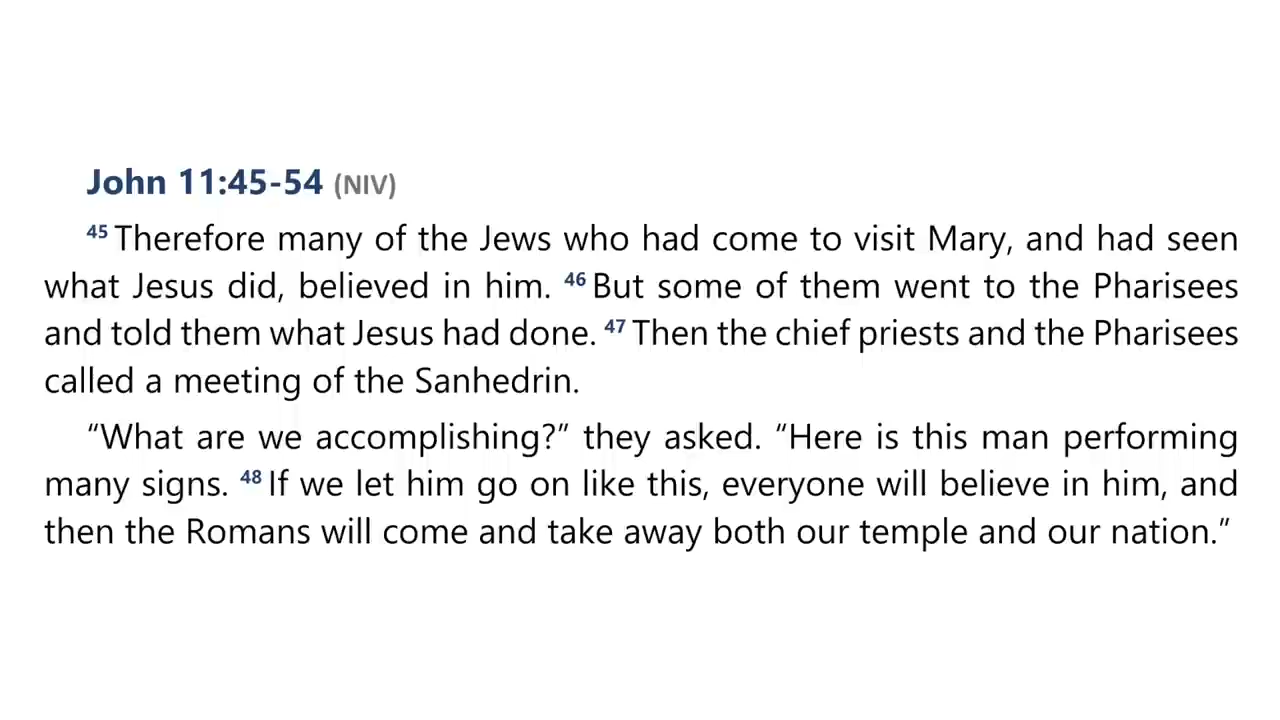 John 11:45-54 (NIV)
45 Therefore many of the Jews who had come to visit Mary, and had seen
what Jesus did, believed in him. 46 But some of them went to the Pharisees
and told them what Jesus had done. 47 Then the chief priests and the Pharisees
called a meeting of the Sanhedrin.
“What are we accomplishing?” they asked. “Here is this man performing
many signs. 48 If we let him go on like this, everyone will believe in him, and
then the Romans will come and take away both our temple and our nation.”